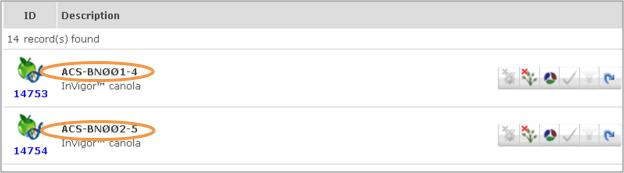 ID Description
14 record(s) found
ACS-BNØØ1-4
InVigor™ canola
14753
ACS-BNØØ2-5
InVigor™ canola
14754